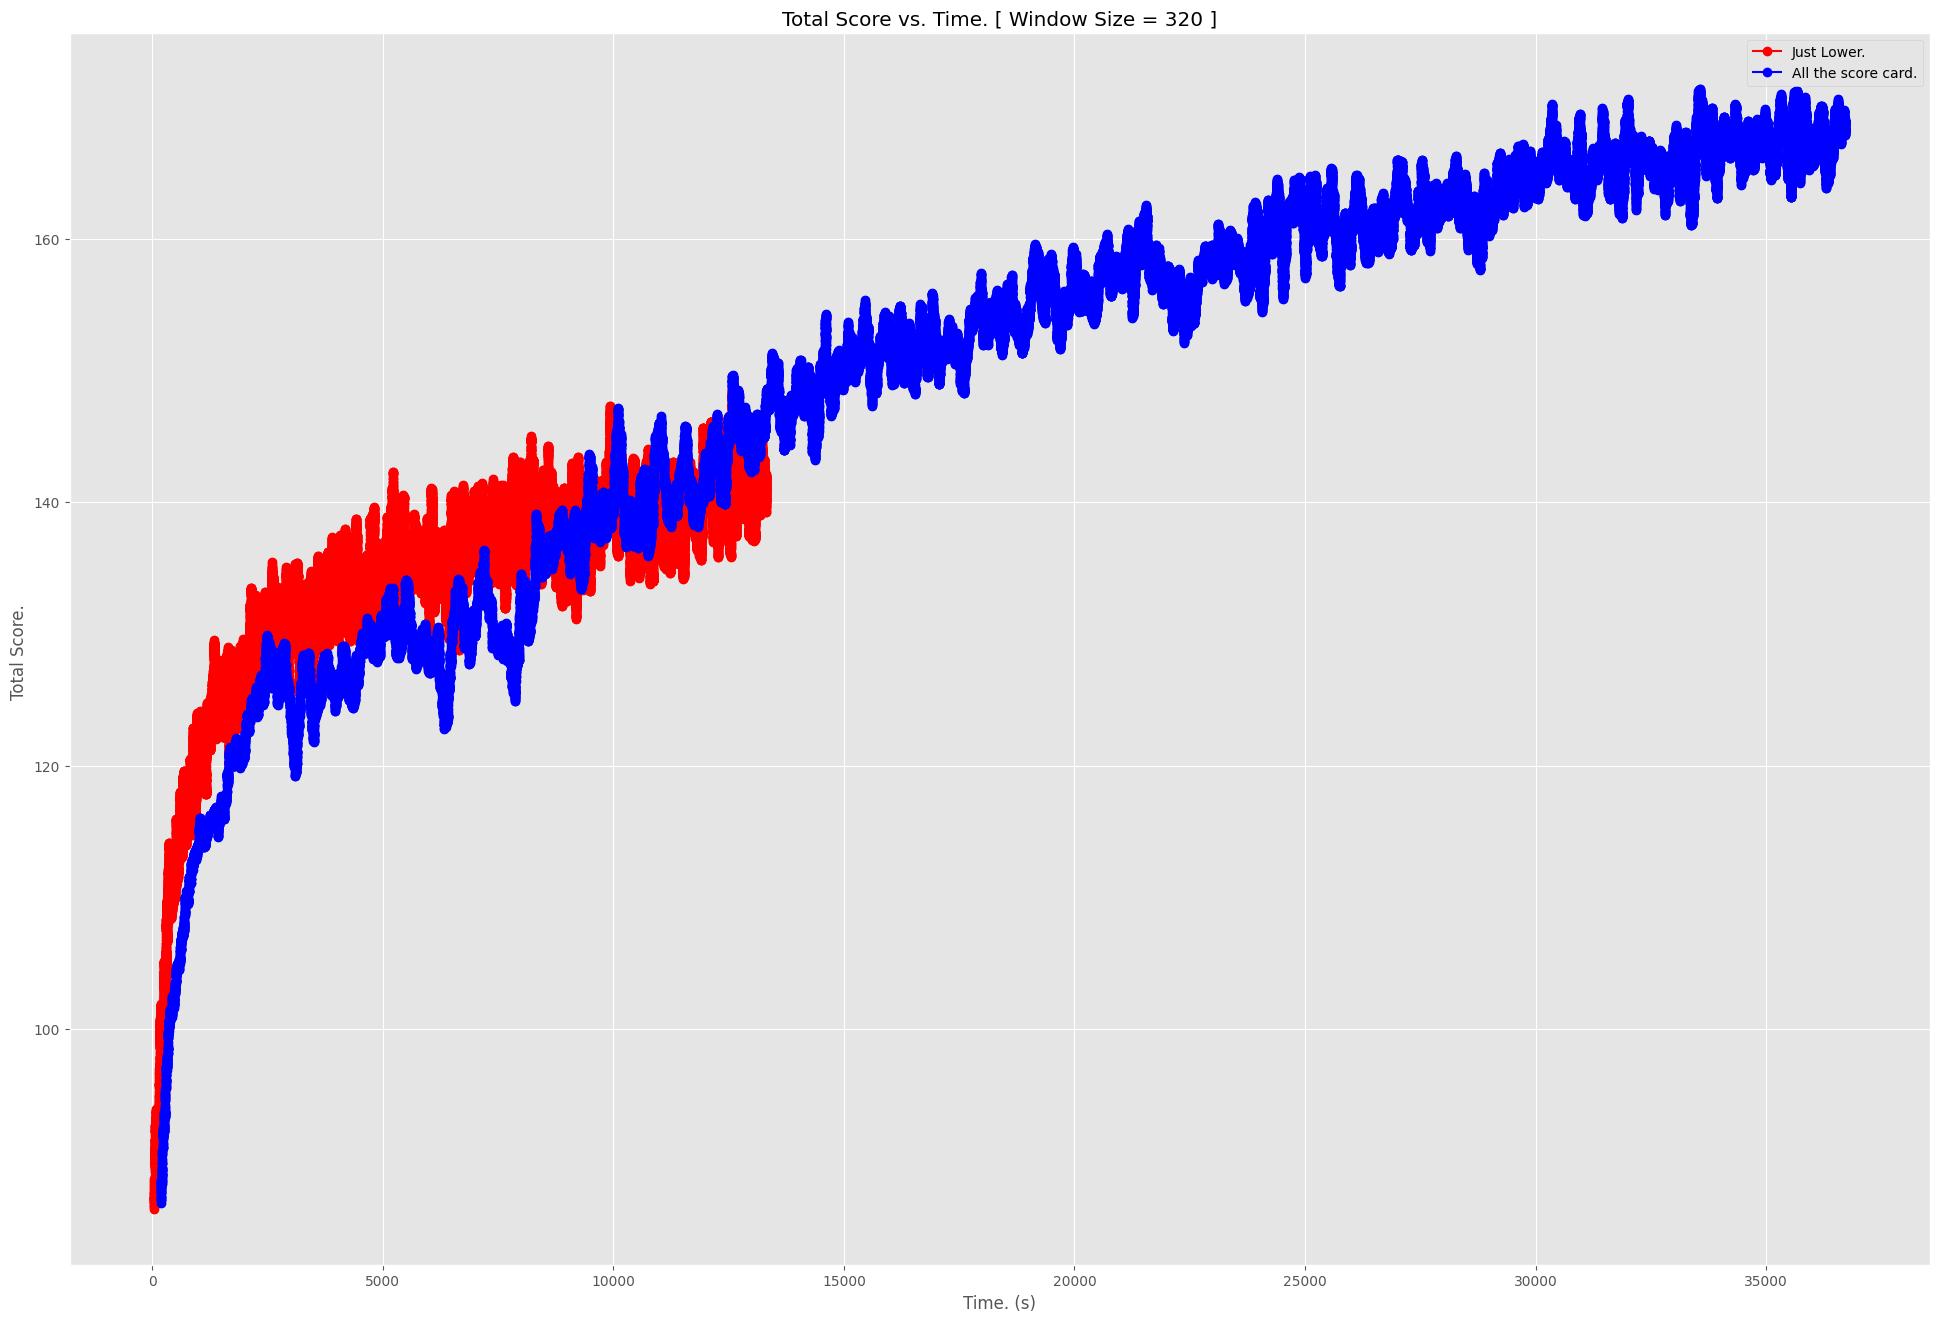 Total Score vs. Time. [ Window Size = 320 ]
Just Lower.
All the score card.
Total Score.
160
140
120
100
0
5000
10000
15000
20000
25000
30000
35000
Time. (s)